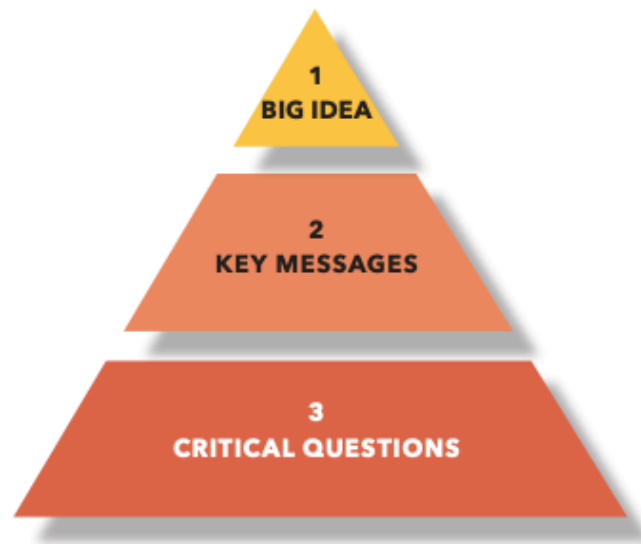 1
BIG IDEA
2
KEY MESSAGES
3
CRITICAL QUESTIONS